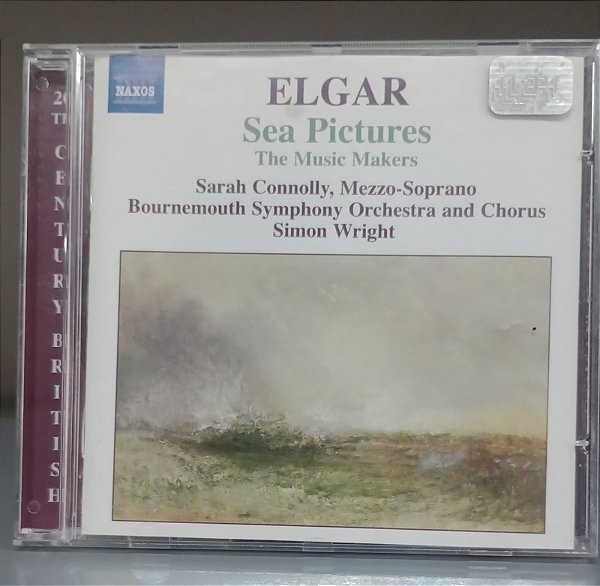 NAXOS
ELGAR
Sea Pictures
The Music Makers
Sarah Connolly, Mezzo-Soprano
Bournemouth Symphony Orchestra and Chorus
Simon Wright
CENTURY BRITISH